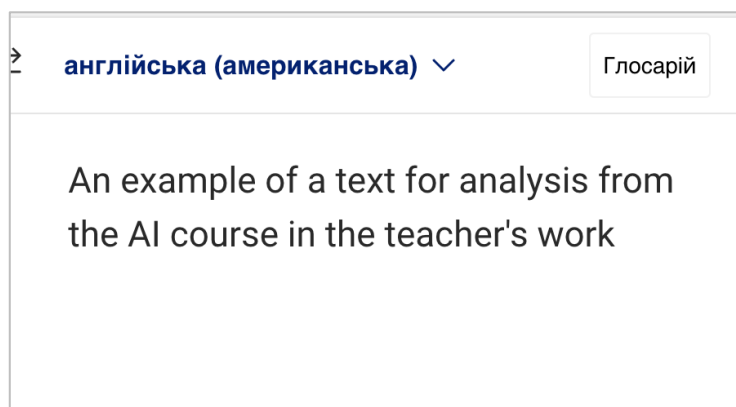 англійська (американська)
Глосарій
An example of a text for analysis from
the AI course in the teacher's work